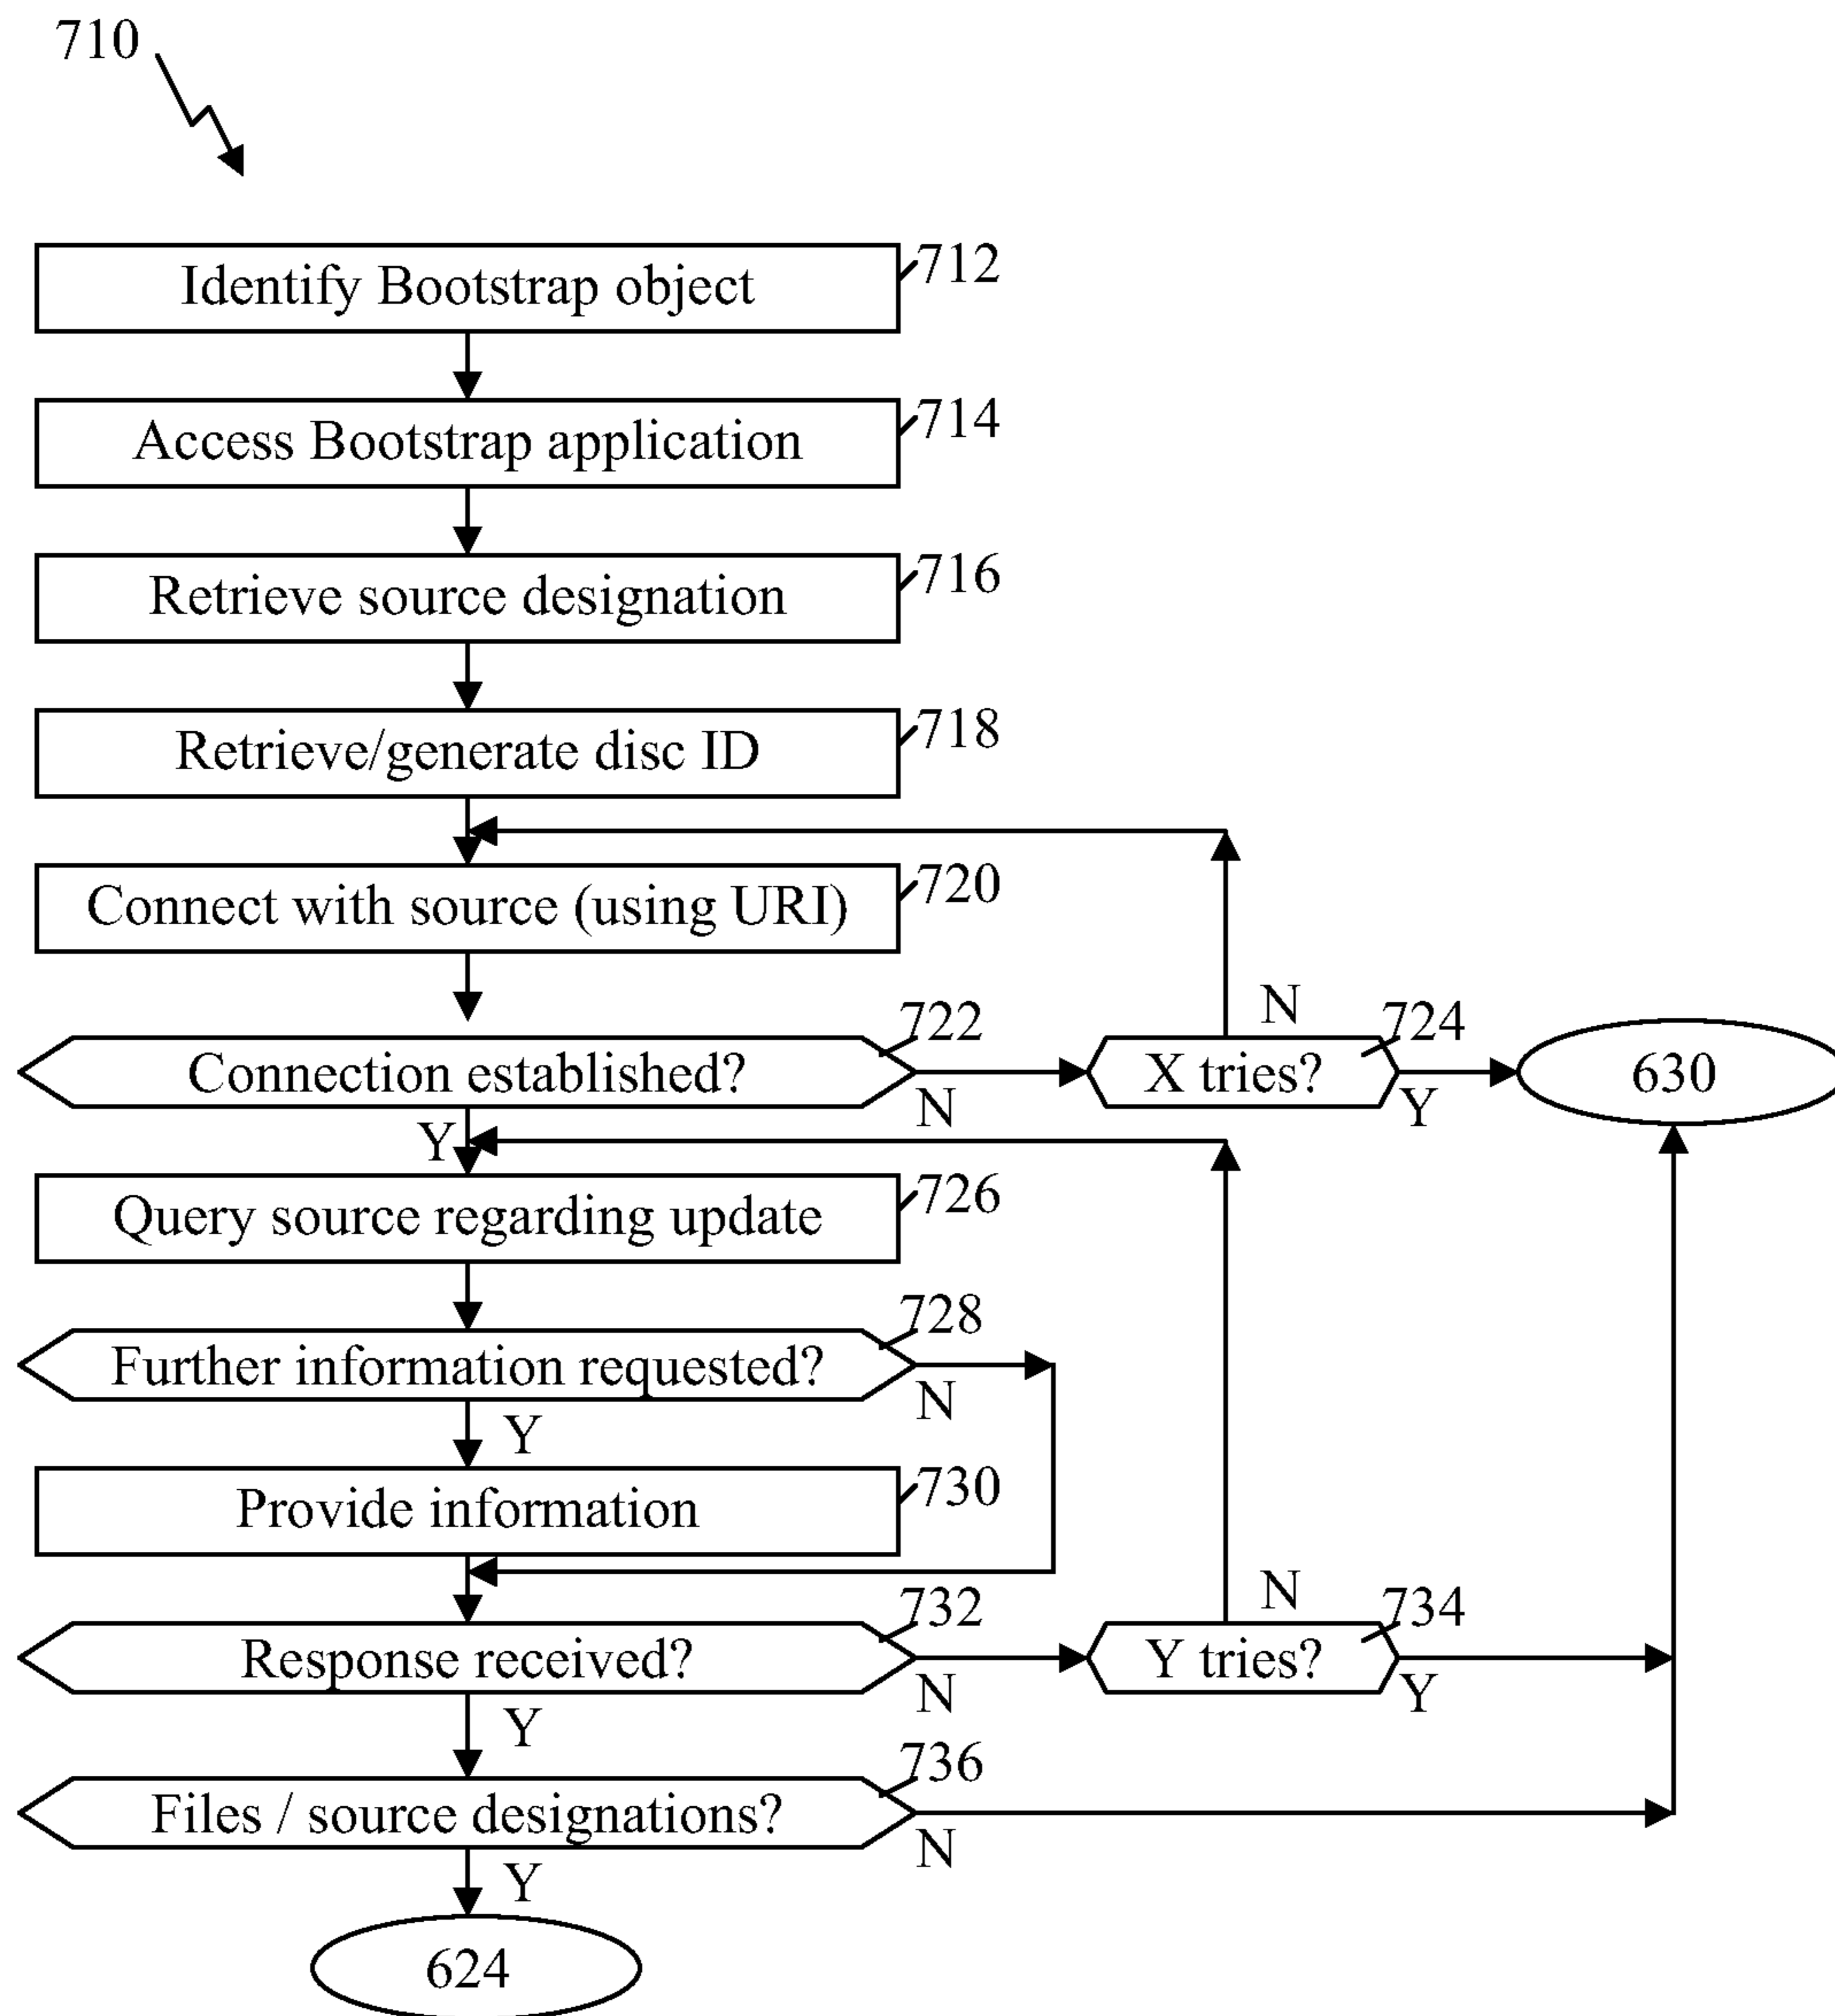 710
Identify Bootstrap object
712
Access Bootstrap application
714
Retrieve source designation
716
Retrieve/generate disc ID
718
Connect with source (using URI)
720
Connection established?
722
N
Y
X tries?
724
N
Y
630
Query source regarding update
726
Further information requested?
728
N
Y
Provide information
730
Response received?
732
N
Y
Y tries?
734
N
Y
Files / source designations?
736
N
Y
624